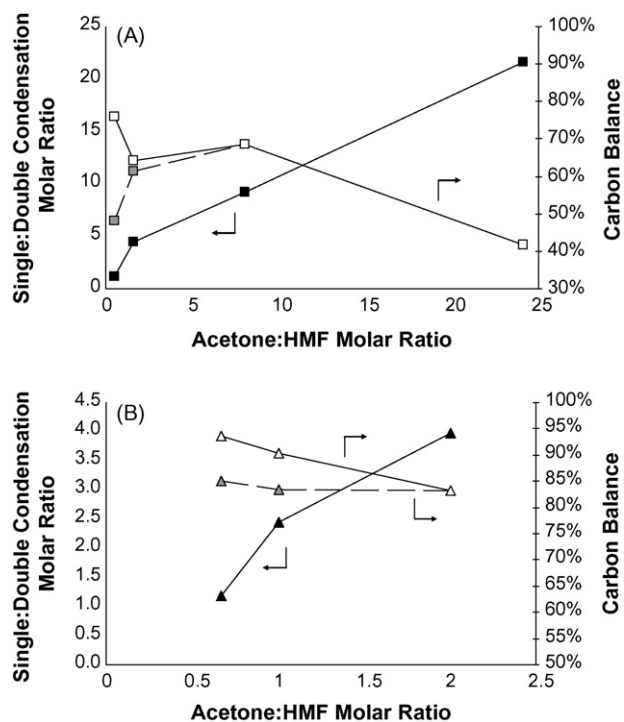 (A)
Single:Double Condensation
Molar Ratio
25
20
15
10
5
0
100%
90%
80%
70%
60%
50%
40%
30%
Carbon Balance
0 5 10 15 20 25
Acetone:HMF Molar Ratio
(B)
Single:Double Condensation
Molar Ratio
4.5
4.0
3.5
3.0
2.5
2.0
1.5
1.0
0.5
0.0
100%
95%
90%
85%
80%
75%
70%
65%
60%
55%
50%
Carbon Balance
0 0.5 1 1.5 2 2.5
Acetone:HMF Molar Ratio